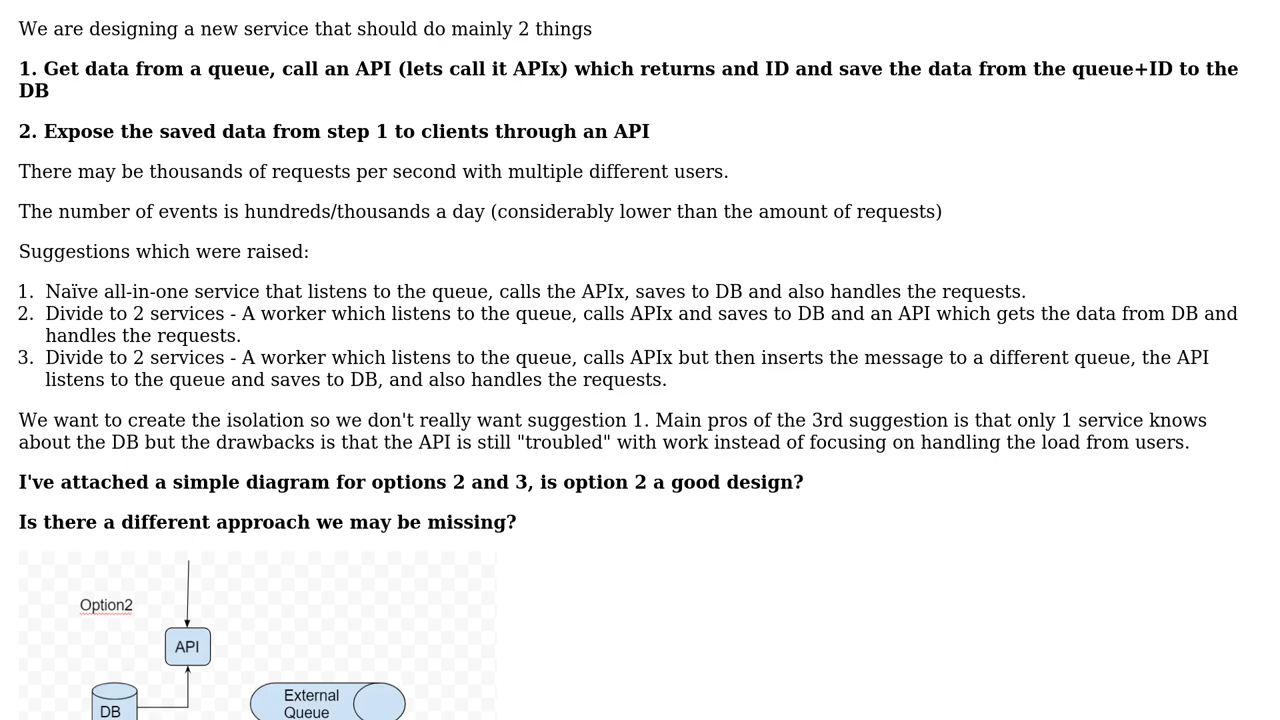 We are designing a new service that should do mainly 2 things
1. Get data from a queue, call an API (lets call it APIx) which returns and ID and save the data from the queue+ID to the
DB
2. Expose the saved data from step 1 to clients through an API
There may be thousands of requests per second with multiple different users.
The number of events is hundreds/thousands a day (considerably lower than the amount of requests)
Suggestions which were raised:
1. Naïve all-in-one service that listens to the queue, calls the APIx, saves to DB and also handles the requests.
2. Divide to 2 services - A worker which listens to the queue, calls APIx and saves to DB and an API which gets the data from DB and
handles the requests.
3. Divide to 2 services - A worker which listens to the queue, calls APIx but then inserts the message to a different queue, the API
listens to the queue and saves to DB, and also handles the requests.
We want to create the isolation so we don't really want suggestion 1. Main pros of the 3rd suggestion is that only 1 service knows
about the DB but the drawbacks is that the API is still "troubled" with work instead of focusing on handling the load from users.
I've attached a simple diagram for options 2 and 3, is option 2 a good design?
Is there a different approach we may be missing?
Option2
API
External
Queue
DB